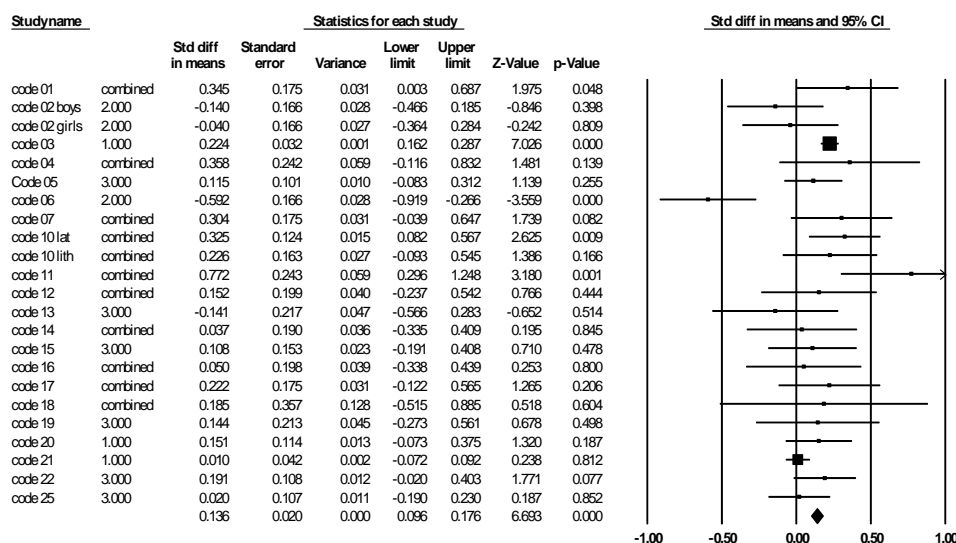 Studyname Statistics for each study Std diff in means and 95% CI
Std diff Standard Lower Upper
in means error Variance limit limit Z-Value p-Value
code 01 combined 0.345 0.175 0.031 0.003 0.687 1.975 0.048
code 02 boys 2.000 -0.140 0.166 0.028 -0.466 0.185 -0.846 0.398
code 02 girls 2.000 -0.040 0.166 0.027 -0.364 0.284 -0.242 0.809
code 03 1.000 0.224 0.032 0.001 0.162 0.287 7.026 0.000
code 04 combined 0.358 0.242 0.059 -0.116 0.832 1.481 0.139
Code 05 3.000 0.115 0.101 0.010 -0.083 0.312 1.139 0.255
code 06 2.000 -0.592 0.166 0.028 -0.919 -0.266 -3.559 0.000
code 07 combined 0.304 0.175 0.031 -0.039 0.647 1.739 0.082
code 10 lat combined 0.325 0.124 0.015 0.082 0.567 2.625 0.009
code 10 lith combined 0.226 0.163 0.027 -0.093 0.545 1.386 0.166
code 11 combined 0.772 0.243 0.059 0.296 1.248 3.180 0.001
code 12 combined 0.152 0.199 0.040 -0.237 0.542 0.766 0.444
code 13 3.000 -0.141 0.217 0.047 -0.566 0.283 -0.652 0.514
code 14 combined 0.037 0.190 0.036 -0.335 0.409 0.195 0.845
code 15 3.000 0.108 0.153 0.023 -0.191 0.408 0.710 0.478
code 16 combined 0.050 0.198 0.039 -0.338 0.439 0.253 0.800
code 17 combined 0.222 0.175 0.031 -0.122 0.565 1.265 0.206
code 18 combined 0.185 0.357 0.128 -0.515 0.885 0.518 0.604
code 19 3.000 0.144 0.213 0.045 -0.273 0.561 0.678 0.498
code 20 1.000 0.151 0.114 0.013 -0.073 0.375 1.320 0.187
code 21 1.000 0.010 0.042 0.002 -0.072 0.092 0.238 0.812
code 22 3.000 0.191 0.108 0.012 -0.020 0.403 1.771 0.077
code 25 3.000 0.020 0.107 0.011 -0.190 0.230 0.187 0.852
0.136 0.020 0.000 0.096 0.176 6.693 0.000
-1.00 -0.50 0.00 0.50 1.00